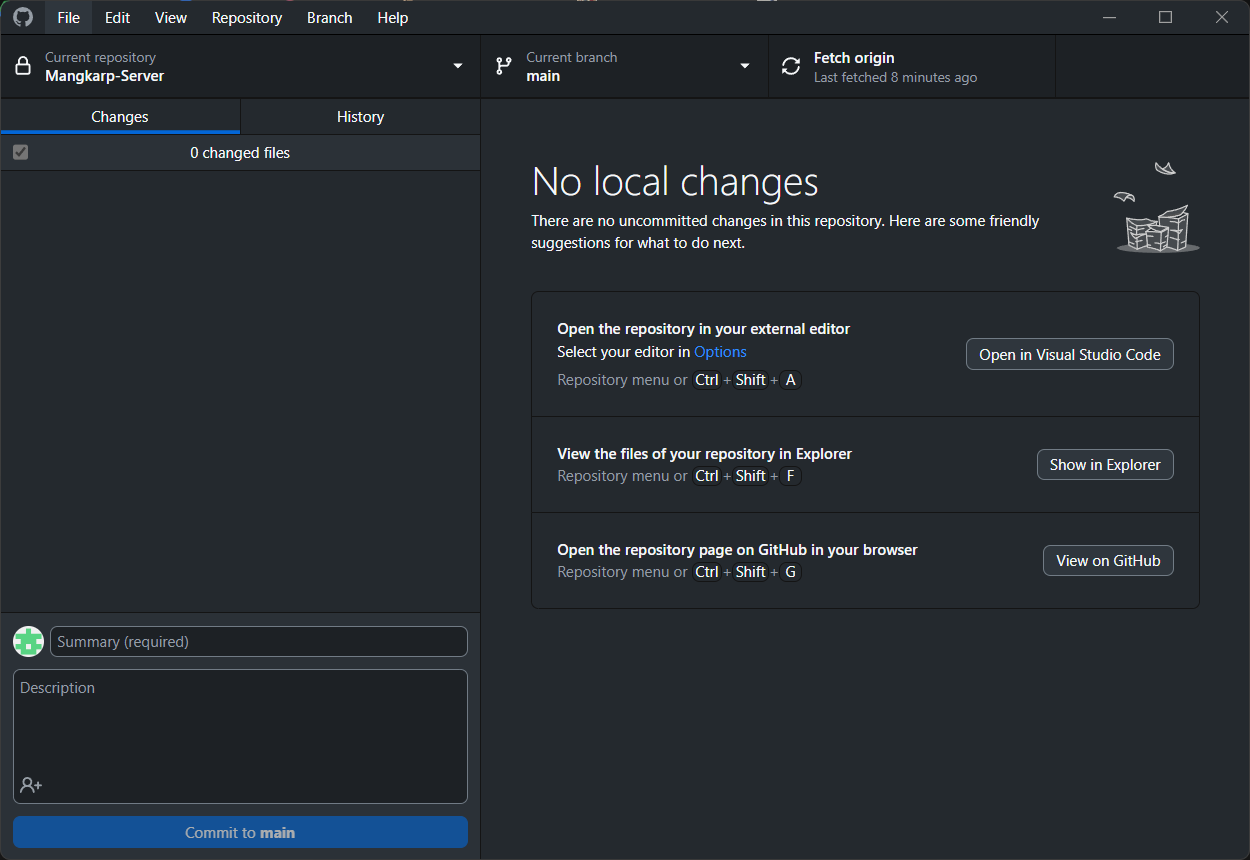 File Edit View Repository Branch Help
Current repository
Mangkarp-Server
Current branch
main
Fetch origin
Last fetched 8 minutes ago
Changes
History
0 changed files
No local changes
There are no uncommitted changes in this repository. Here are some friendly
suggestions for what to do next.
Open the repository in your external editor
Select your editor in Options
Repository menu or Ctrl + Shift + A
Open in Visual Studio Code
View the files of your repository in Explorer
Repository menu or Ctrl + Shift + F
Show in Explorer
Open the repository page on GitHub in your browser
Repository menu or Ctrl + Shift + G
View on GitHub
Summary (required)
Description
Commit to main